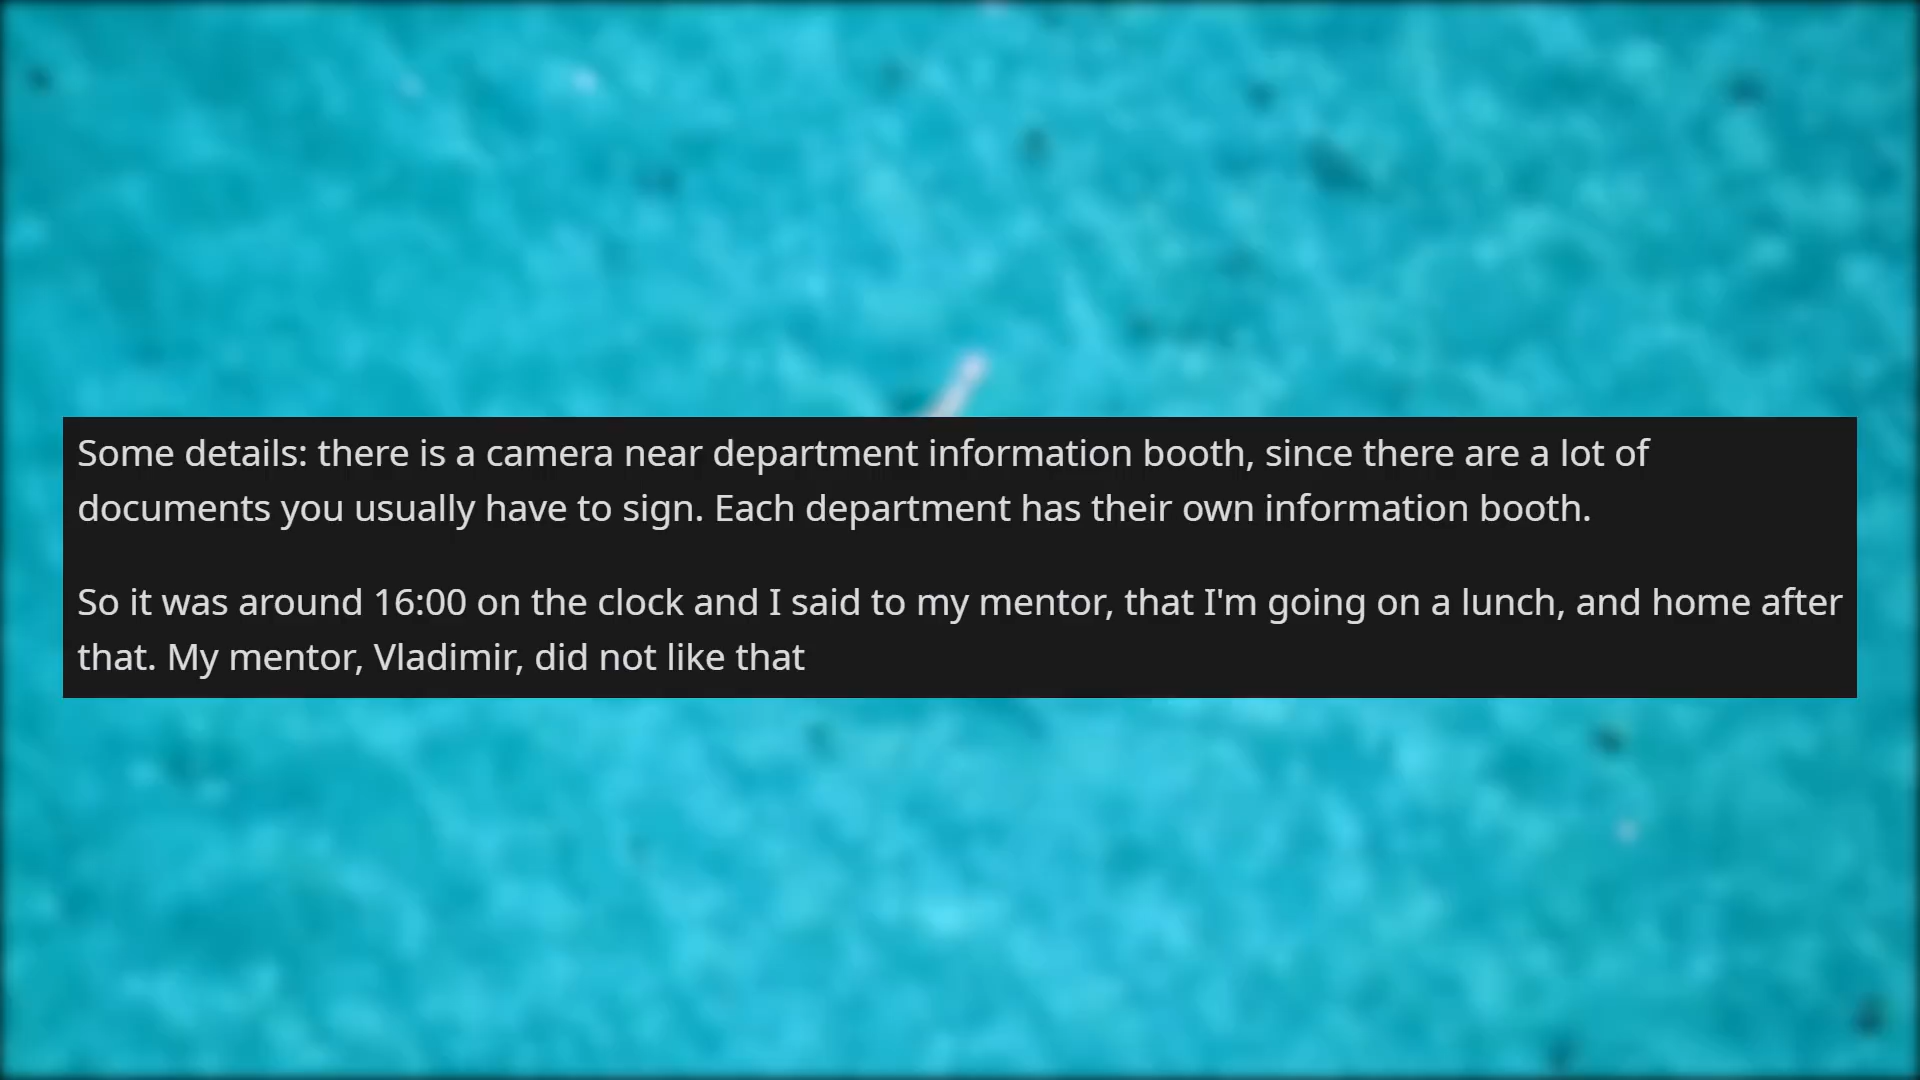 Some details: there is a camera near department information booth, since there are a lot of
documents you usually have to sign. Each department has their own information booth.
So it was around 16:00 on the clock and I said to my mentor, that I'm going on a lunch, and home after
that. My mentor, Vladimir, did not like that